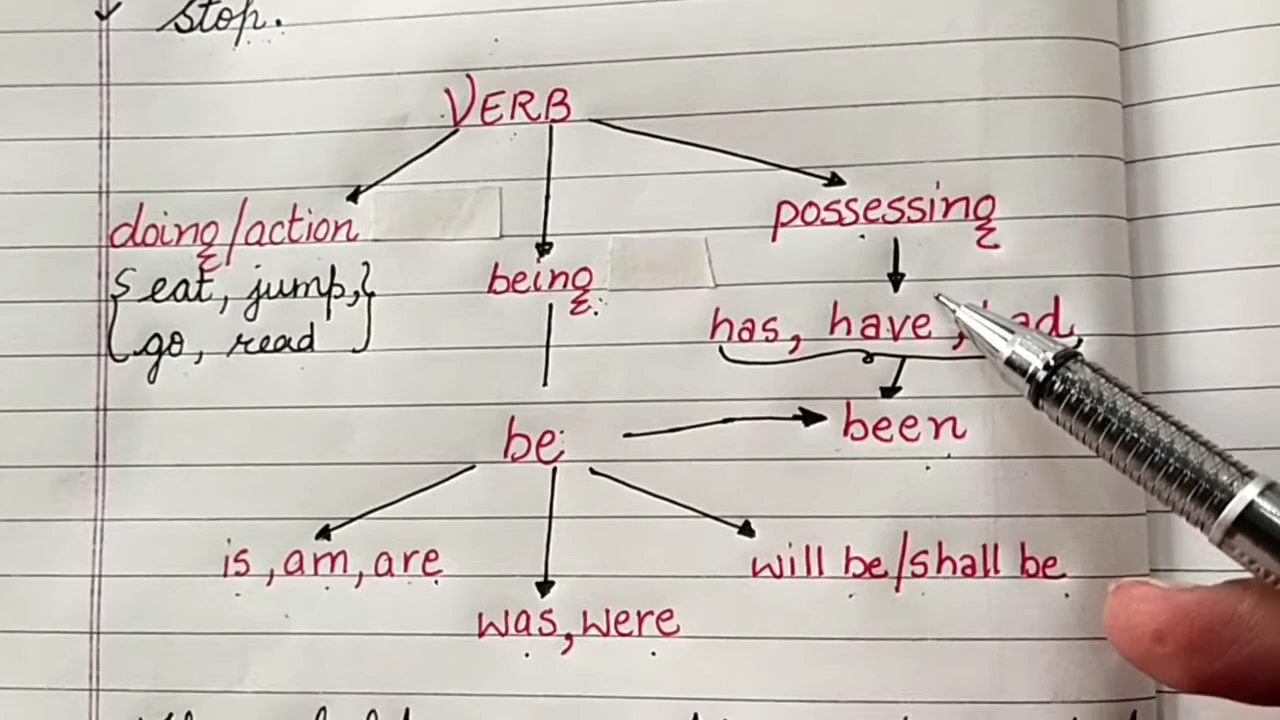 stop.
VERB
doing/action
possessing
being
{eat, jump,}
go, read
has, have,
be
been
is, am, are
will be/shall be
was, were